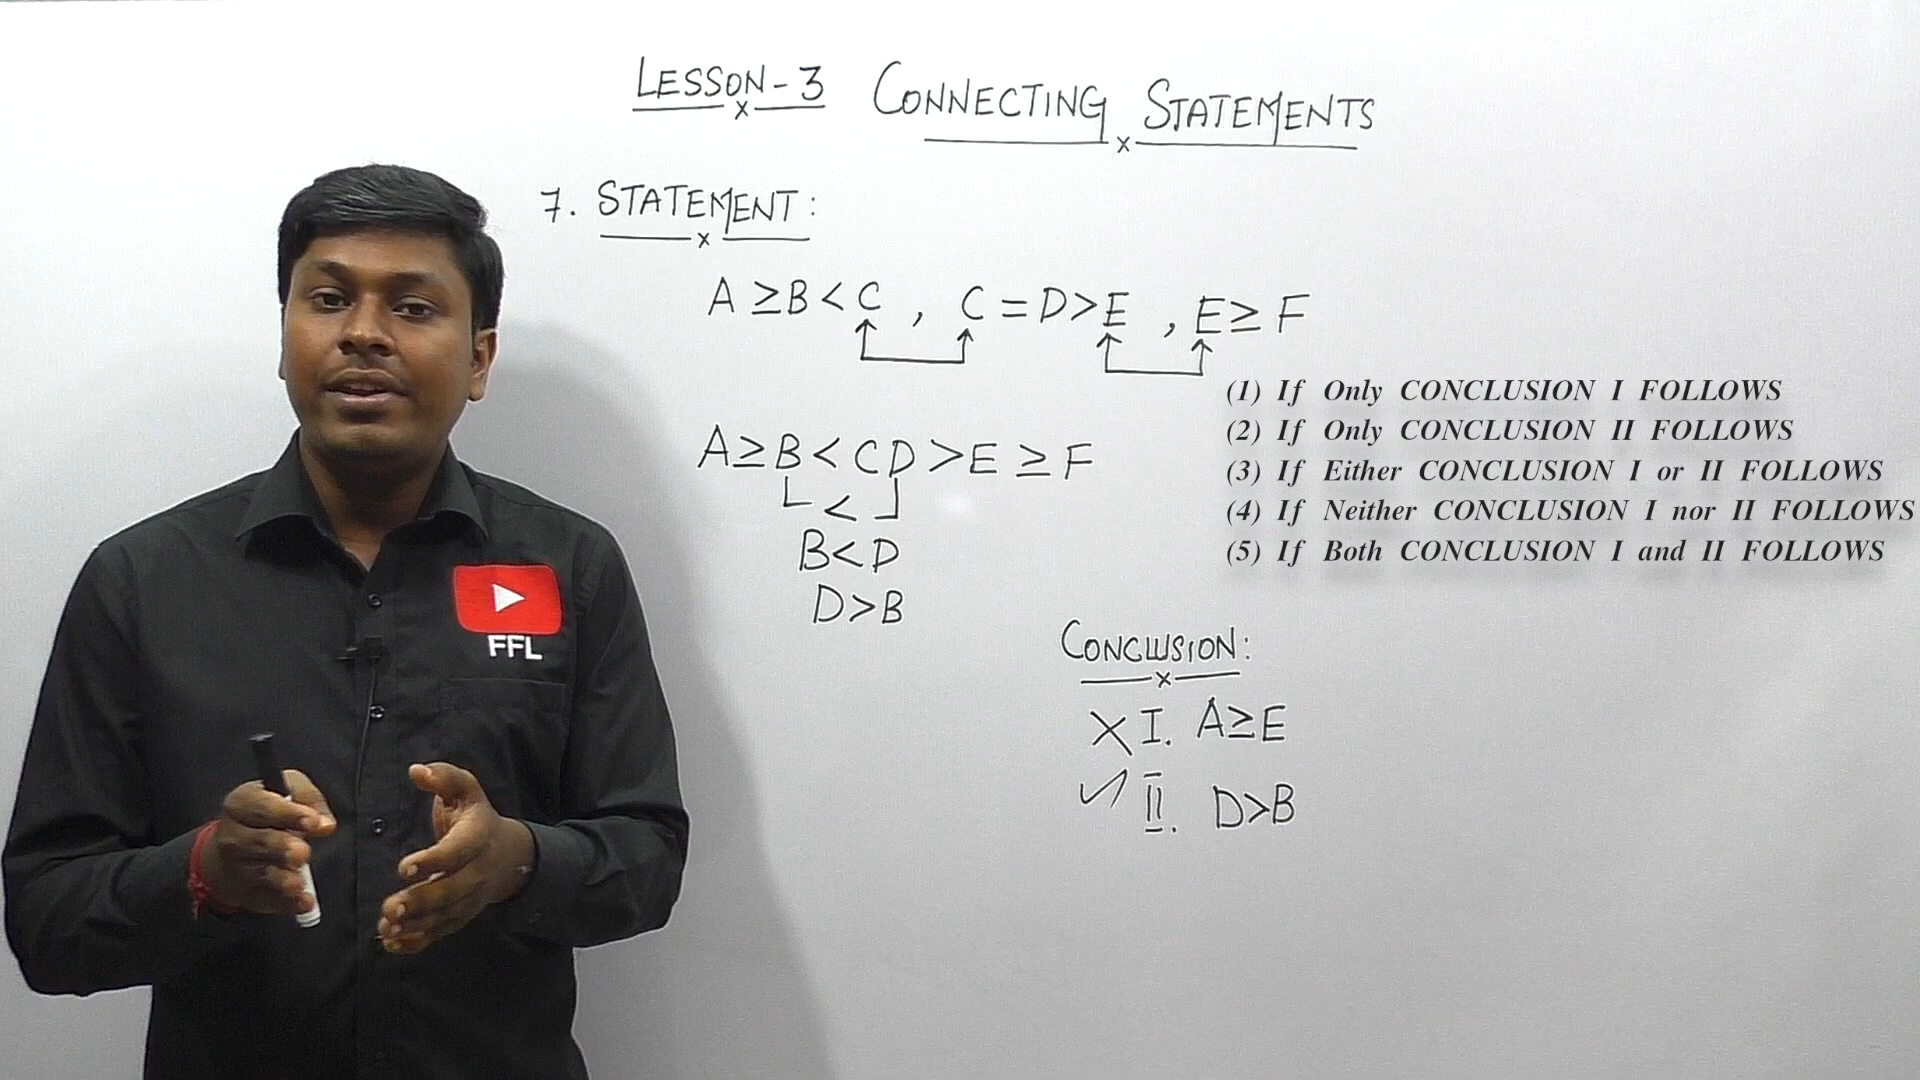 LESSON-3 CONNECTING STATEMENTS
7. STATEMENT:
A ≥ B < C , C = D > E , E ≥ F
A ≥ B < C D > E ≥ F
<
B < D
D > B
(1) If Only CONCLUSION I FOLLOWS
(2) If Only CONCLUSION II FOLLOWS
(3) If Either CONCLUSION I or II FOLLOWS
(4) If Neither CONCLUSION I nor II FOLLOWS
(5) If Both CONCLUSION I and II FOLLOWS
CONCLUSION:
X I. A ≥ E
✓ II. D > B
FFL